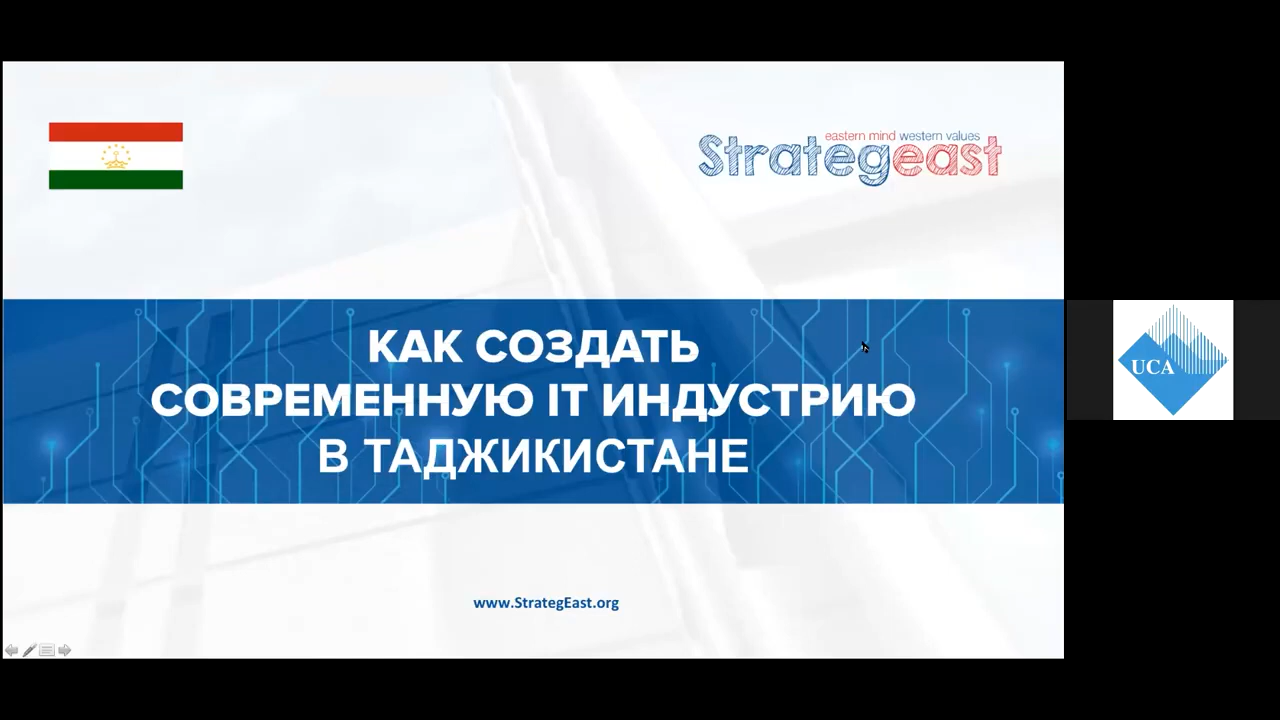 eastern mind western values
Strategeast
КАК СОЗДАТЬ
СОВРЕМЕННУЮ IT ИНДУСТРИЮ
В ТАДЖИКИСТАНЕ
UCA
www.StrategEast.org